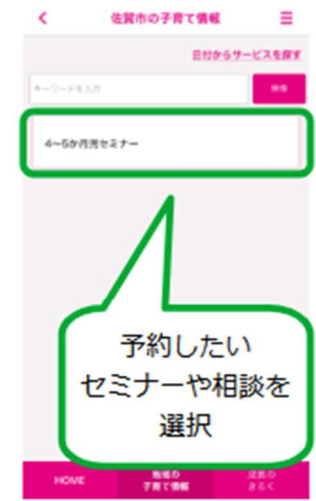 佐賀市の子育て情報
日付からサービスを探す
キーワードを入力
検索
4〜5か月児セミナー
予約したい
セミナーや相談を
選択
HOME
地域の
子育て情報
成長の
きろく